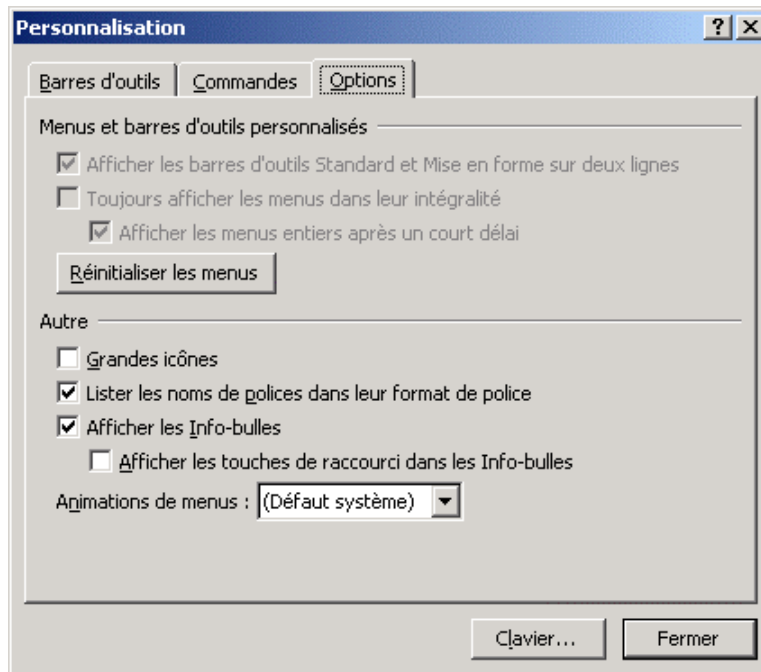 Personnalisation
Barres d'outils Commandes Options
Menus et barres d'outils personnalisés
Afficher les barres d'outils Standard et Mise en forme sur deux lignes
Toujours afficher les menus dans leur intégralité
Afficher les menus entiers après un court délai
Réinitialiser les menus
Autre
Grandes icônes
Lister les noms de polices dans leur format de police
Afficher les Info-bulles
Afficher les touches de raccourci dans les Info-bulles
Animations de menus : (Défaut système)
Clavier... Fermer